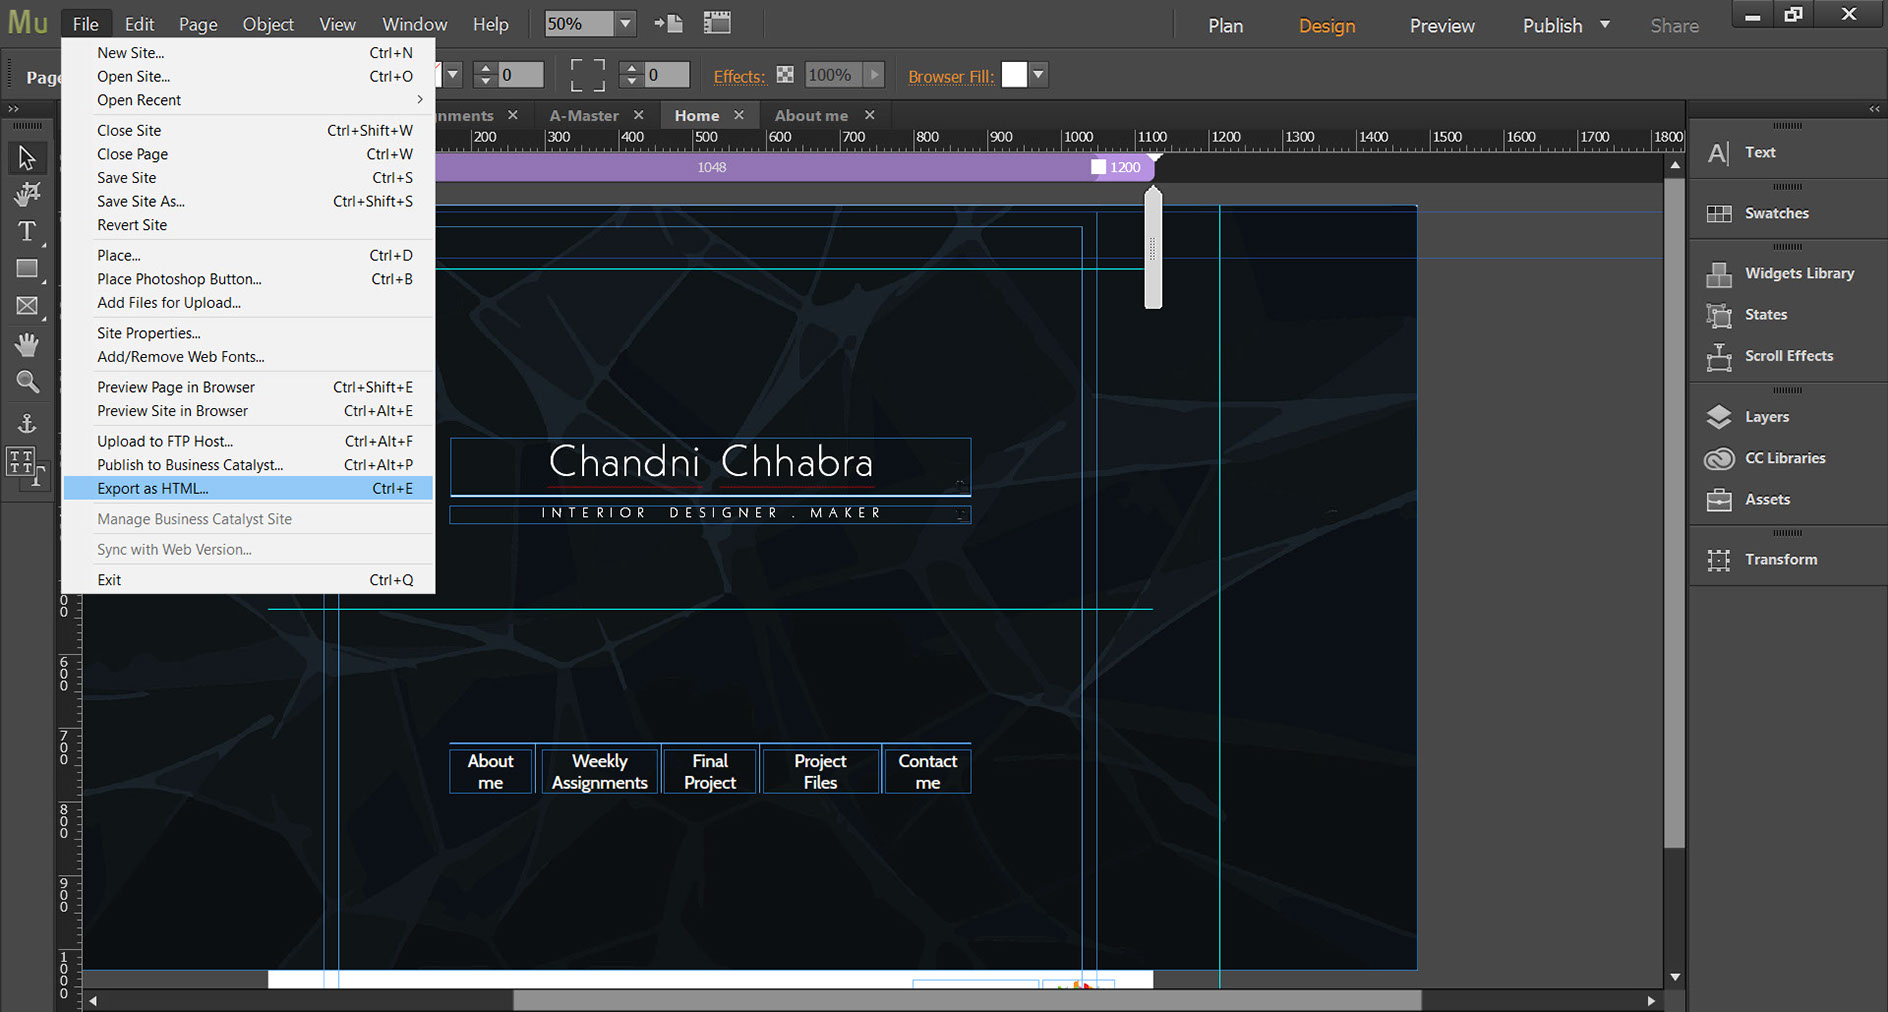 Mu File Edit Page Object View Window Help 50% Plan Design Preview Publish Share
Page 0 0 Effects: 100% Browser Fill:
New Site... Ctrl+N
Open Site... Ctrl+O
Open Recent
Close Site Ctrl+Shift+W
Close Page Ctrl+W
Save Site Ctrl+S
Save Site As... Ctrl+Shift+S
Revert Site
Place... Ctrl+D
Place Photoshop Button... Ctrl+B
Add Files for Upload...
Site Properties...
Add/Remove Web Fonts...
Preview Page in Browser Ctrl+Shift+E
Preview Site in Browser Ctrl+Alt+E
Upload to FTP Host... Ctrl+Alt+F
Publish to Business Catalyst... Ctrl+Alt+P
Export as HTML... Ctrl+E
Manage Business Catalyst Site
Sync with Web Version...
Exit Ctrl+Q
nments A-Master Home About me
200 300 400 500 600 700 800 900 1000 1100 1200 1300 1400 1500 1600 1700 1800
1048 1200
Chandni Chhabra
INTERIOR DESIGNER . MAKER
About
me
Weekly
Assignments
Final
Project
Project
Files
Contact
me
00
600
700
800
900
1000
Text
Swatches
Widgets Library
States
Scroll Effects
Layers
CC Libraries
Assets
Transform